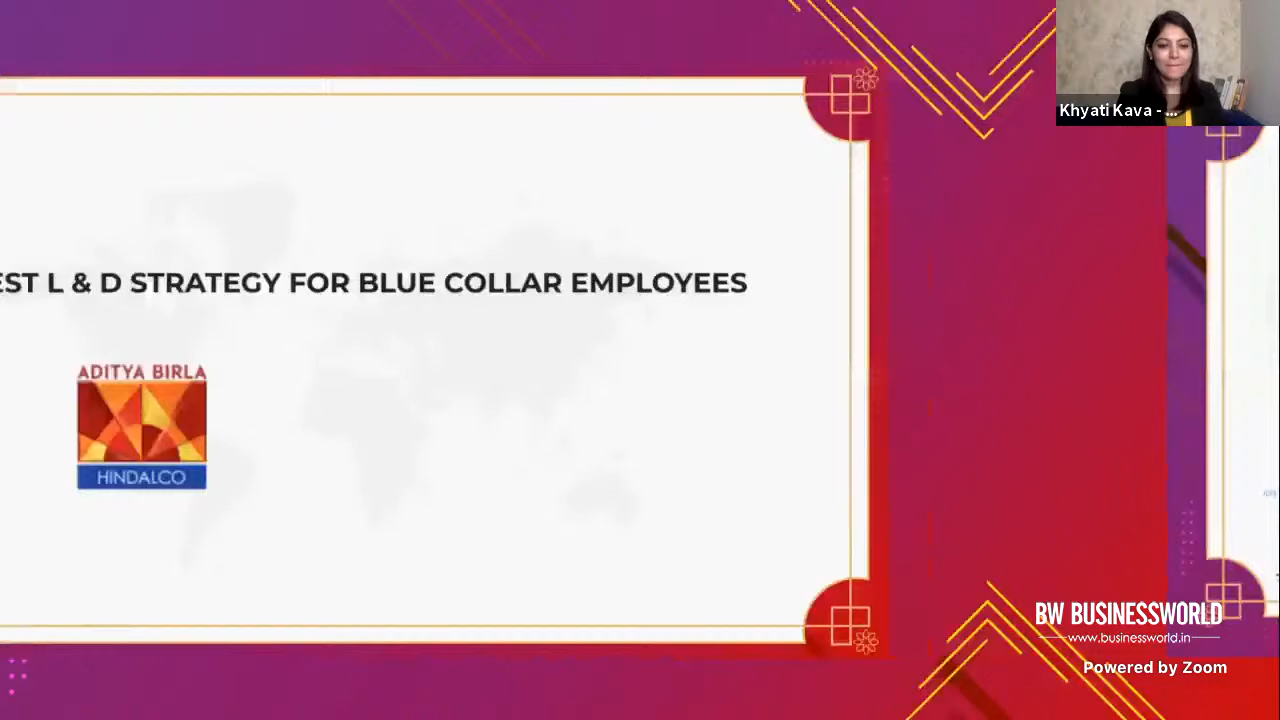 Khyati Kava - ...
EST L & D STRATEGY FOR BLUE COLLAR EMPLOYEES
ADITYA BIRLA
HINDALCO
BW BUSINESSWORLD
www.businessworld.in
Powered by Zoom